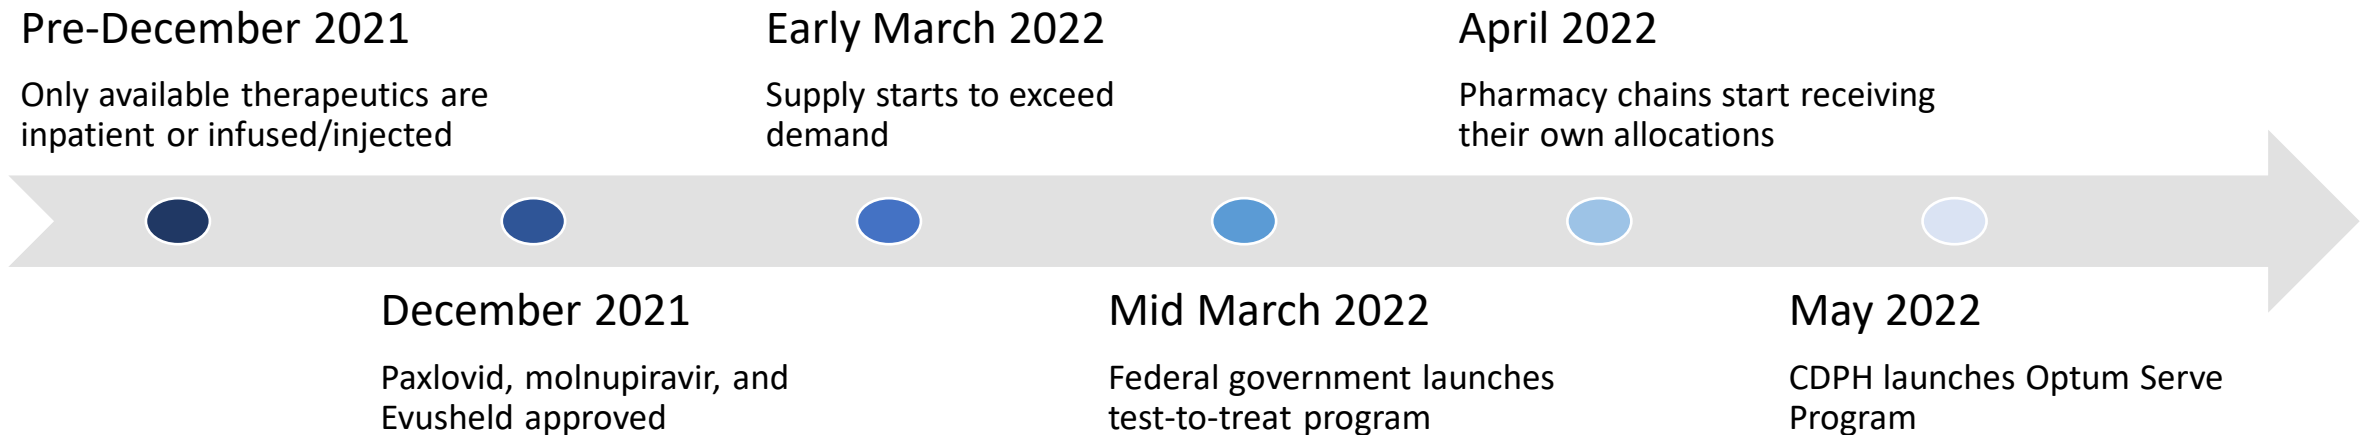 Pre-December 2021
Only available therapeutics are
inpatient or infused/injected
December 2021
Paxlovid, molnupiravir, and
Evusheld approved
Early March 2022
Supply starts to exceed
demand
Mid March 2022
Federal government launches
test-to-treat program
April 2022
Pharmacy chains start receiving
their own allocations
May 2022
CDPH launches Optum Serve
Program